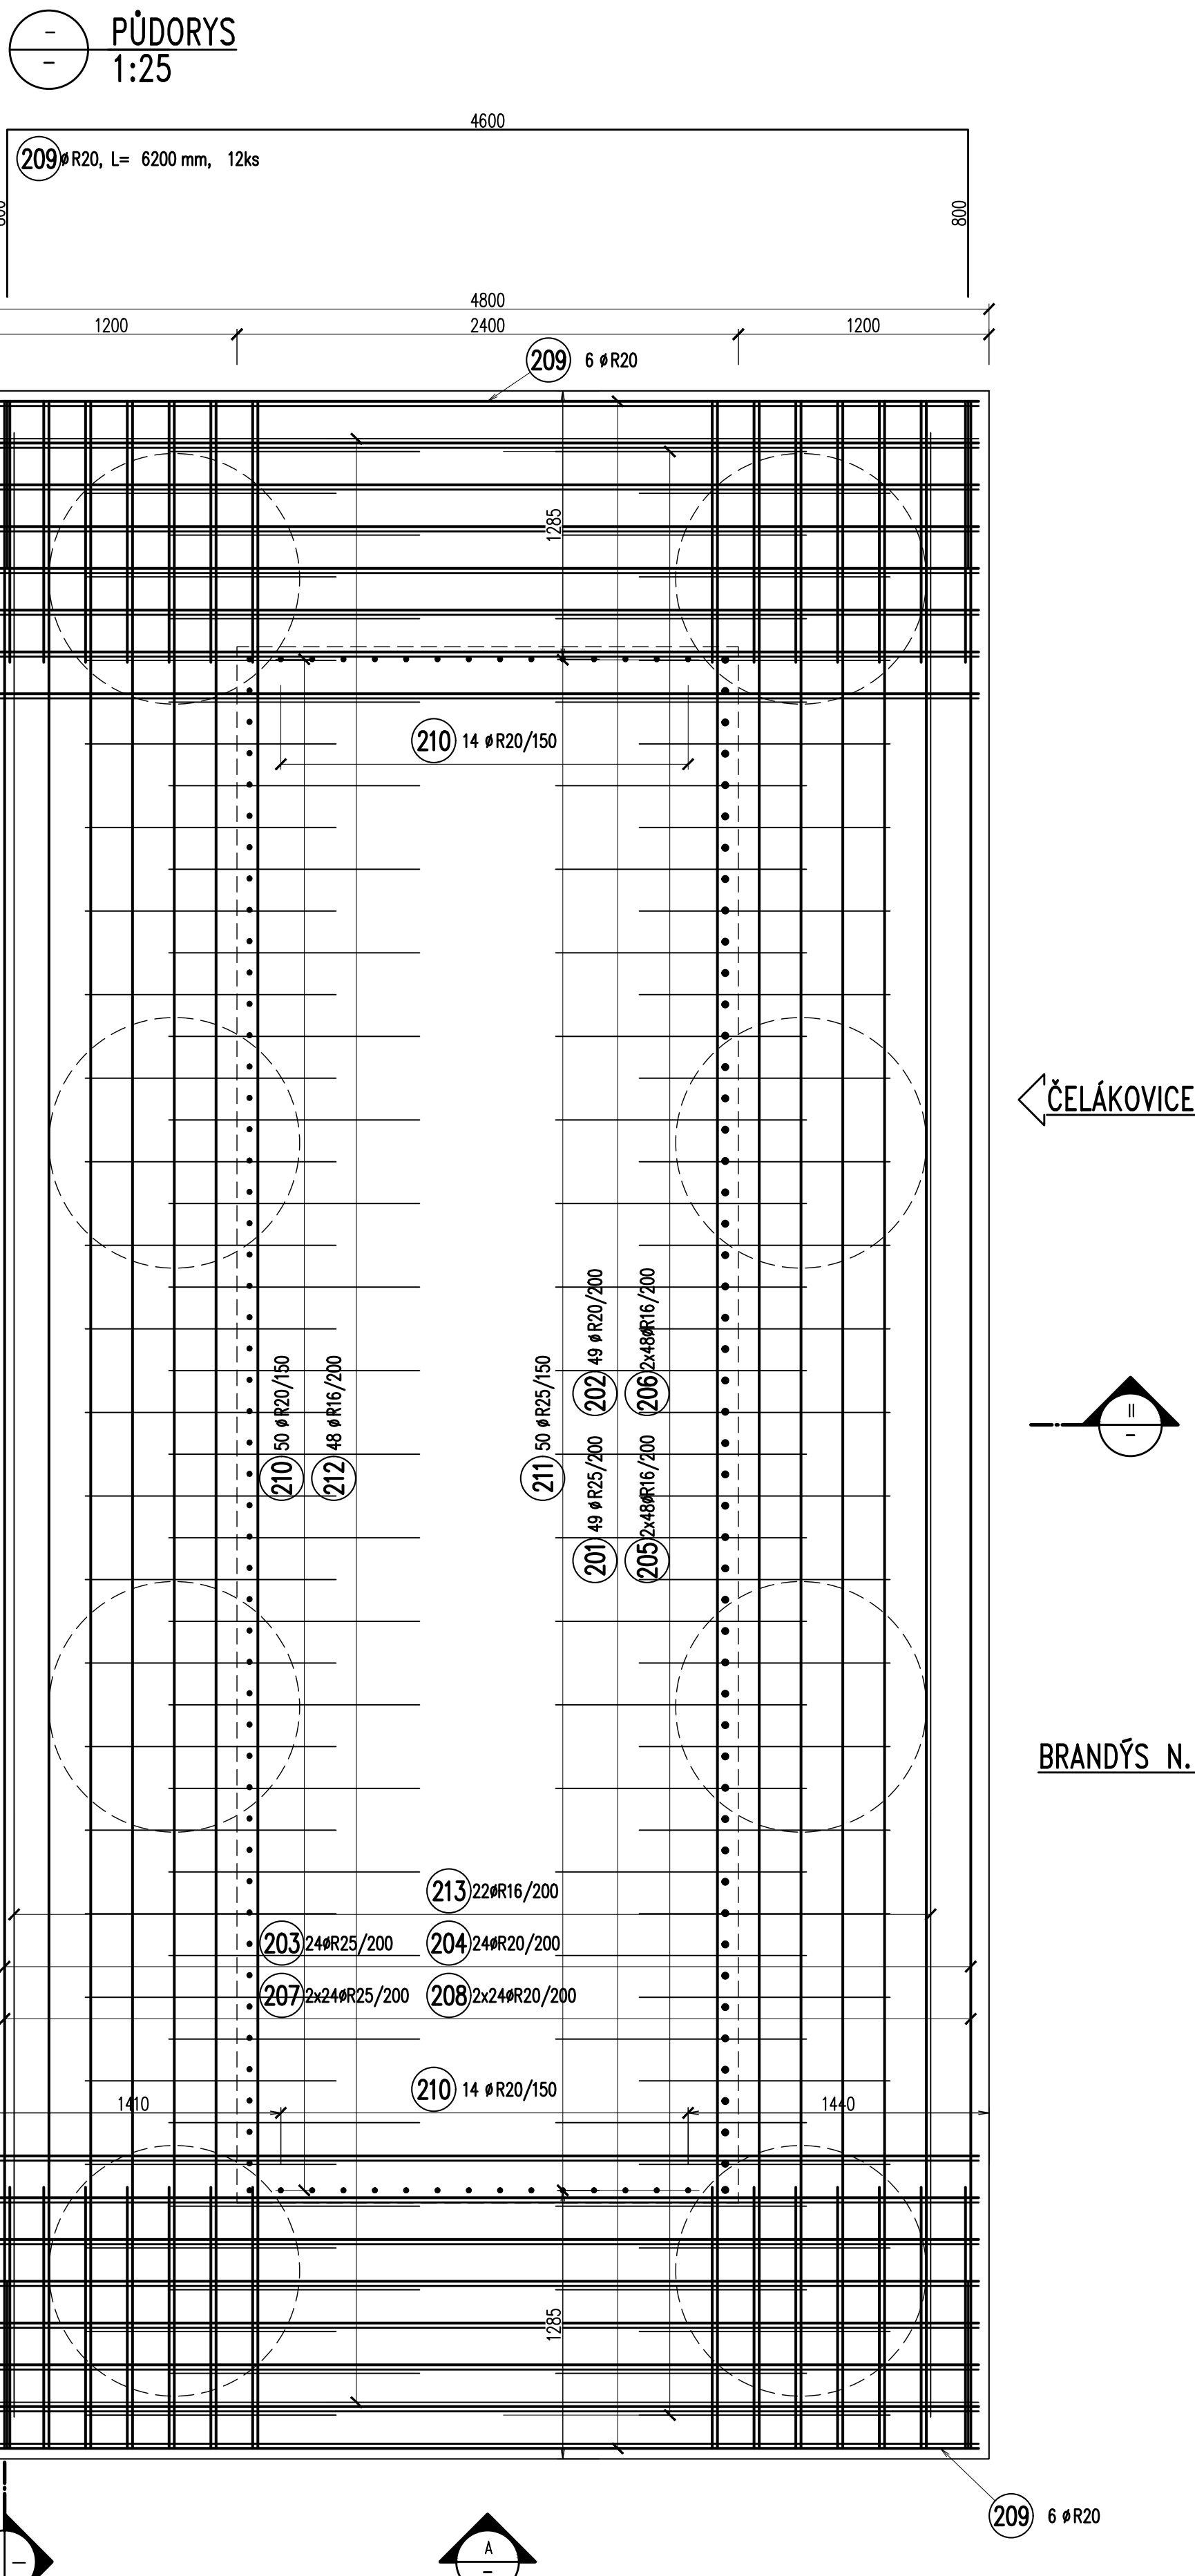 –
–
PŮDORYS
1:25
4600
209 øR20, L= 6200 mm, 12ks
800
4800
1200
2400
1200
209 6 øR20
1285
210 14 øR20/150
ČELÁKOVICE
202 49 øR20/200
206 2x48øR16/200
210 50 øR20/150
212 48 øR16/200
211 50 øR25/150
201 49 øR25/200
205 2x48øR16/200
II
–
BRANDÝS N.
213 22øR16/200
203 24øR25/200
204 24øR20/200
207 2x24øR25/200
208 2x24øR20/200
1410
210 14 øR20/150
1440
1285
209 6 øR20
A
–